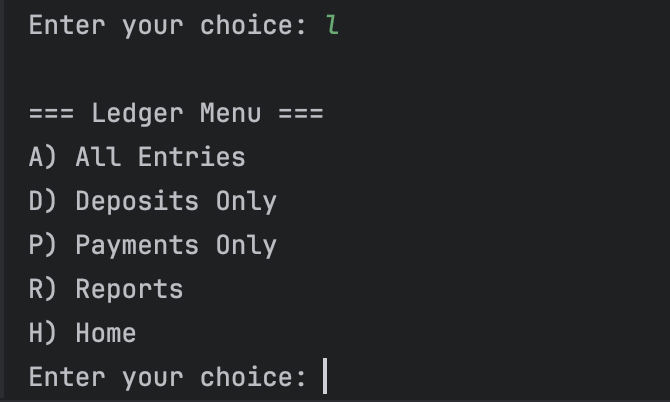 Enter your choice: l
=== Ledger Menu ===
A) All Entries
D) Deposits Only
P) Payments Only
R) Reports
H) Home
Enter your choice: